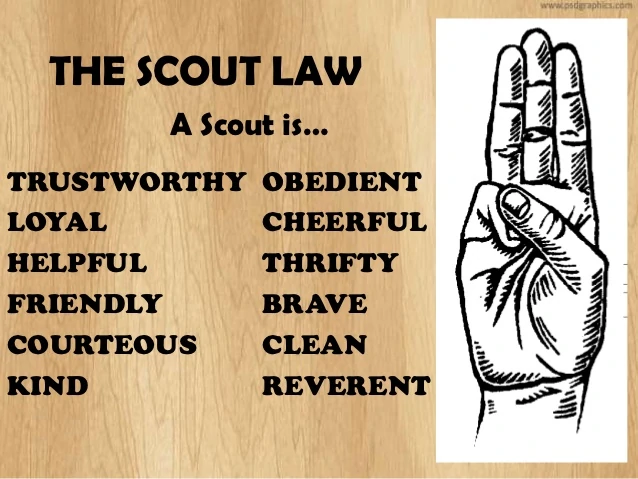 www.psdgraphics.com
THE SCOUT LAW
A Scout is...
TRUSTWORTHY
LOYAL
HELPFUL
FRIENDLY
COURTEOUS
KIND
OBEDIENT
CHEERFUL
THRIFTY
BRAVE
CLEAN
REVERENT